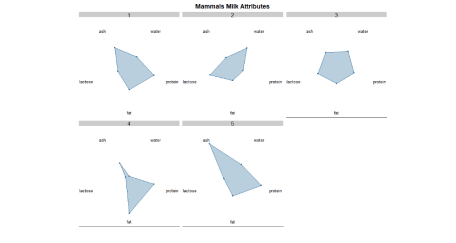 Mammals Milk Attributes
1 2 3
ash water ash water ash water
lactose protein lactose protein lactose protein
fat fat fat
4 5
ash water ash water
lactose protein lactose protein
fat fat